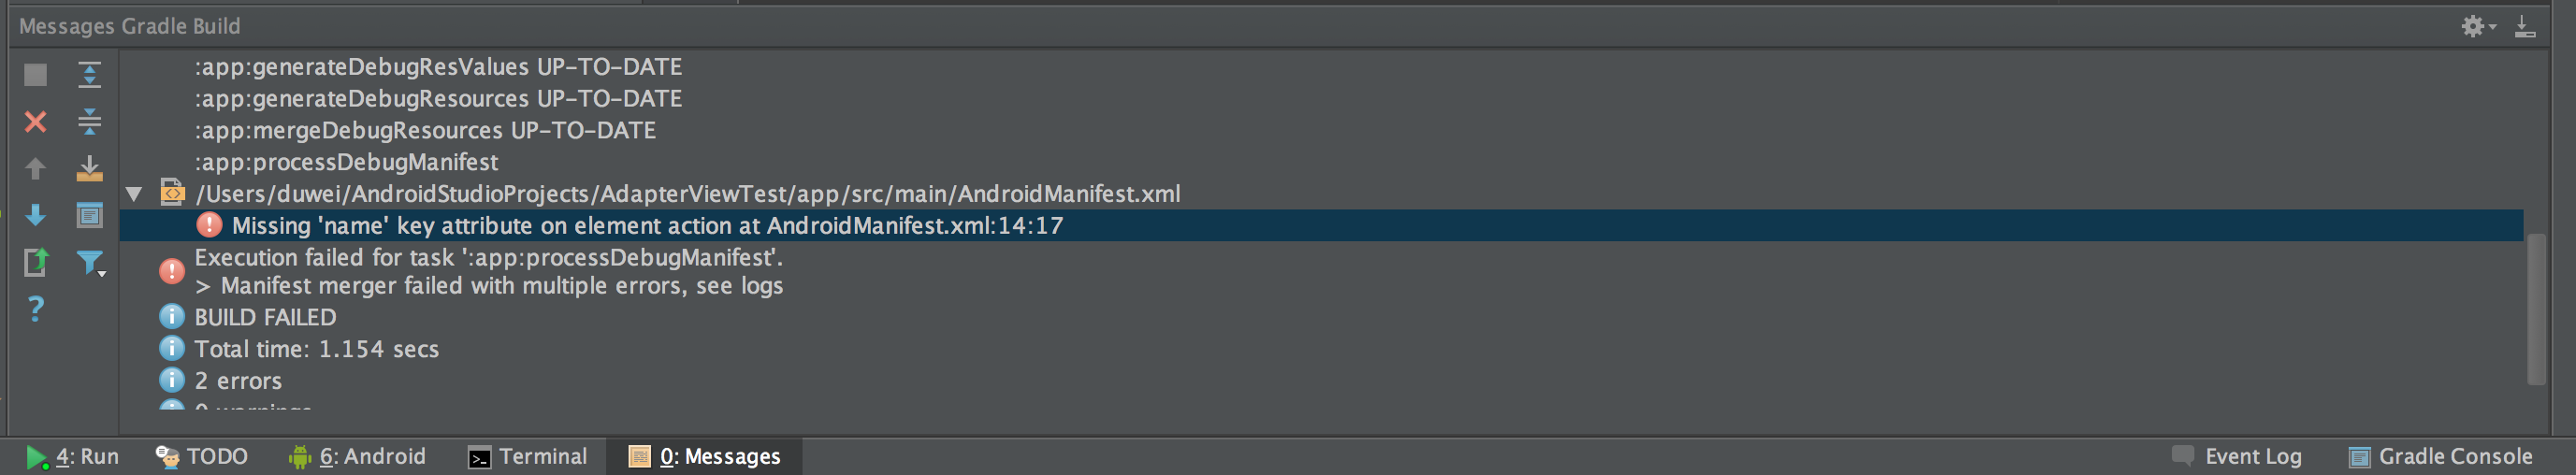 Messages Gradle Build
:app:generateDebugResValues UP-TO-DATE
:app:generateDebugResources UP-TO-DATE
:app:mergeDebugResources UP-TO-DATE
:app:processDebugManifest
/Users/duwei/AndroidStudioProjects/AdapterViewTest/app/src/main/AndroidManifest.xml
Missing 'name' key attribute on element action at AndroidManifest.xml:14:17
Execution failed for task ':app:processDebugManifest'.
> Manifest merger failed with multiple errors, see logs
BUILD FAILED
Total time: 1.154 secs
2 errors
0 warnings
4: Run TODO 6: Android Terminal 0: Messages Event Log Gradle Console